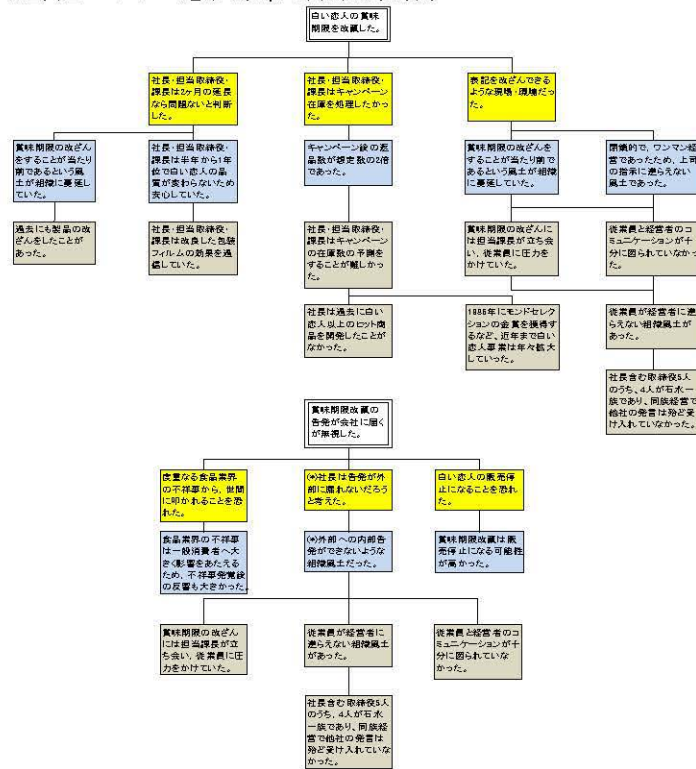 白い恋人の賞味
期限を改竄した。
社長・担当取締役・
課長は2ヶ月の延長
なら問題ないと判断
した。
社長・担当取締役・
課長はキャンペーン
在庫を処理したかっ
た。
表記を改ざんできる
ような現場・環境だっ
た。
賞味期限の改ざん
をすることが当たり
前であるという風
土が組織に蔓延し
ていた。
社長・担当取締役・
課長は半年から1年
位で白い恋人の品
質が変わらないため
安心していた。
キャンペーン後の返
品数が想定数の2倍
であった。
賞味期限の改ざんを
することが当たり前で
あるという風土が組織
に蔓延していた。
閉鎖的で、ワンマン経
営であったため、上司
の指示に逆らえない
風土であった。
過去にも製品の改
ざんをしたことが
あった。
社長・担当取締役・
課長は改良した包装
フィルムの効果を過
信していた。
社長・担当取締役・
課長はキャンペーン
の在庫数の予測を
することが難しかっ
た。
賞味期限の改ざんに
は担当課長が立ち会
い、従業員に圧力を
かけていた。
従業員と経営者のコ
ミュニケーションが十
分に図られていなかっ
た。
社長は過去に白い
恋人以上のヒット商
品を開発したことが
なかった。
1986年にモンドセレク
ションの金賞を獲得す
るなど、近年まで白い
恋人事業は年々拡大
していった。
従業員が経営者に逆
らえない組織風土が
あった。
社長含む取締役5人
のうち、4人が石水一
族であり、同族経営で
他社の発言は殆ど受
け入れていなかった。
賞味期限改竄の
告発が会社に届く
が無視した。
度重なる食品業界
の不祥事から、世間
に叩かれることを恐
れた。
(*)社長は告発が外
部に漏れないだろう
と考えた。
白い恋人の販売停
止になることを恐れ
た。
食品業界の不祥事
は一般消費者へ大
きく影響をあたえる
ため、不祥事発覚後
の反響も大きかった。
(*)外部への内部告
発ができないような
組織風土だった。
賞味期限改竄は販
売停止になる可能性
が高かった。
賞味期限の改ざん
には担当課長が立
ち会い、従業員に圧
力をかけていた。
従業員が経営者に
逆らえない組織風土
があった。
従業員と経営者のコ
ミュニケーションが十
分に図られていな
かった。
社長含む取締役5人
のうち、4人が石水
一族であり、同族経
営で他社の発言は
殆ど受け入れていな
かった。